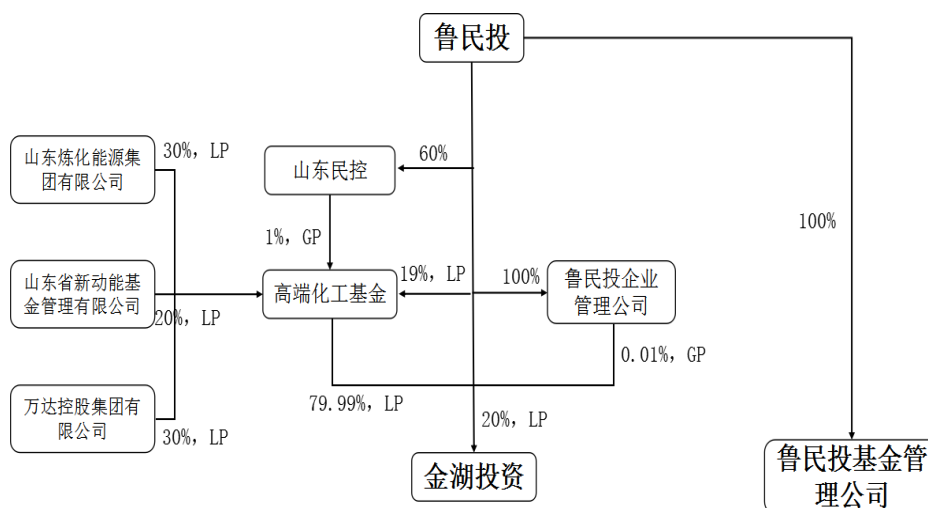 鲁民投
山东炼化能源集
团有限公司
30%, LP
山东民控
60%
1%, GP
100%
山东省新动能基
金管理有限公司
20%, LP
高端化工基金
19%, LP
100%
鲁民投企业
管理公司
0.01%, GP
万达控股集团有
限公司
30%, LP
79.99%, LP
20%, LP
金湖投资
鲁民投基金管
理公司